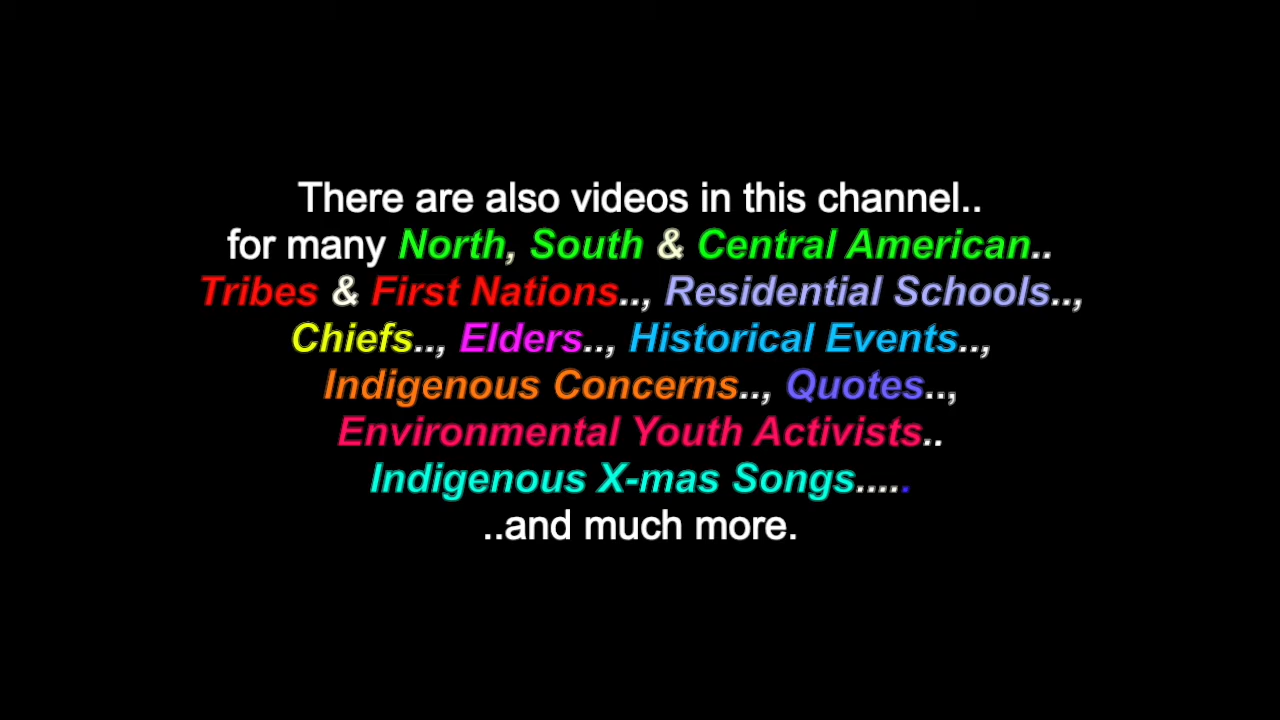 There are also videos in this channel..
for many North, South & Central American..
Tribes & First Nations.., Residential Schools..,
Chiefs.., Elders.., Historical Events..,
Indigenous Concerns.., Quotes..,
Environmental Youth Activists..
Indigenous X-mas Songs.....
..and much more.